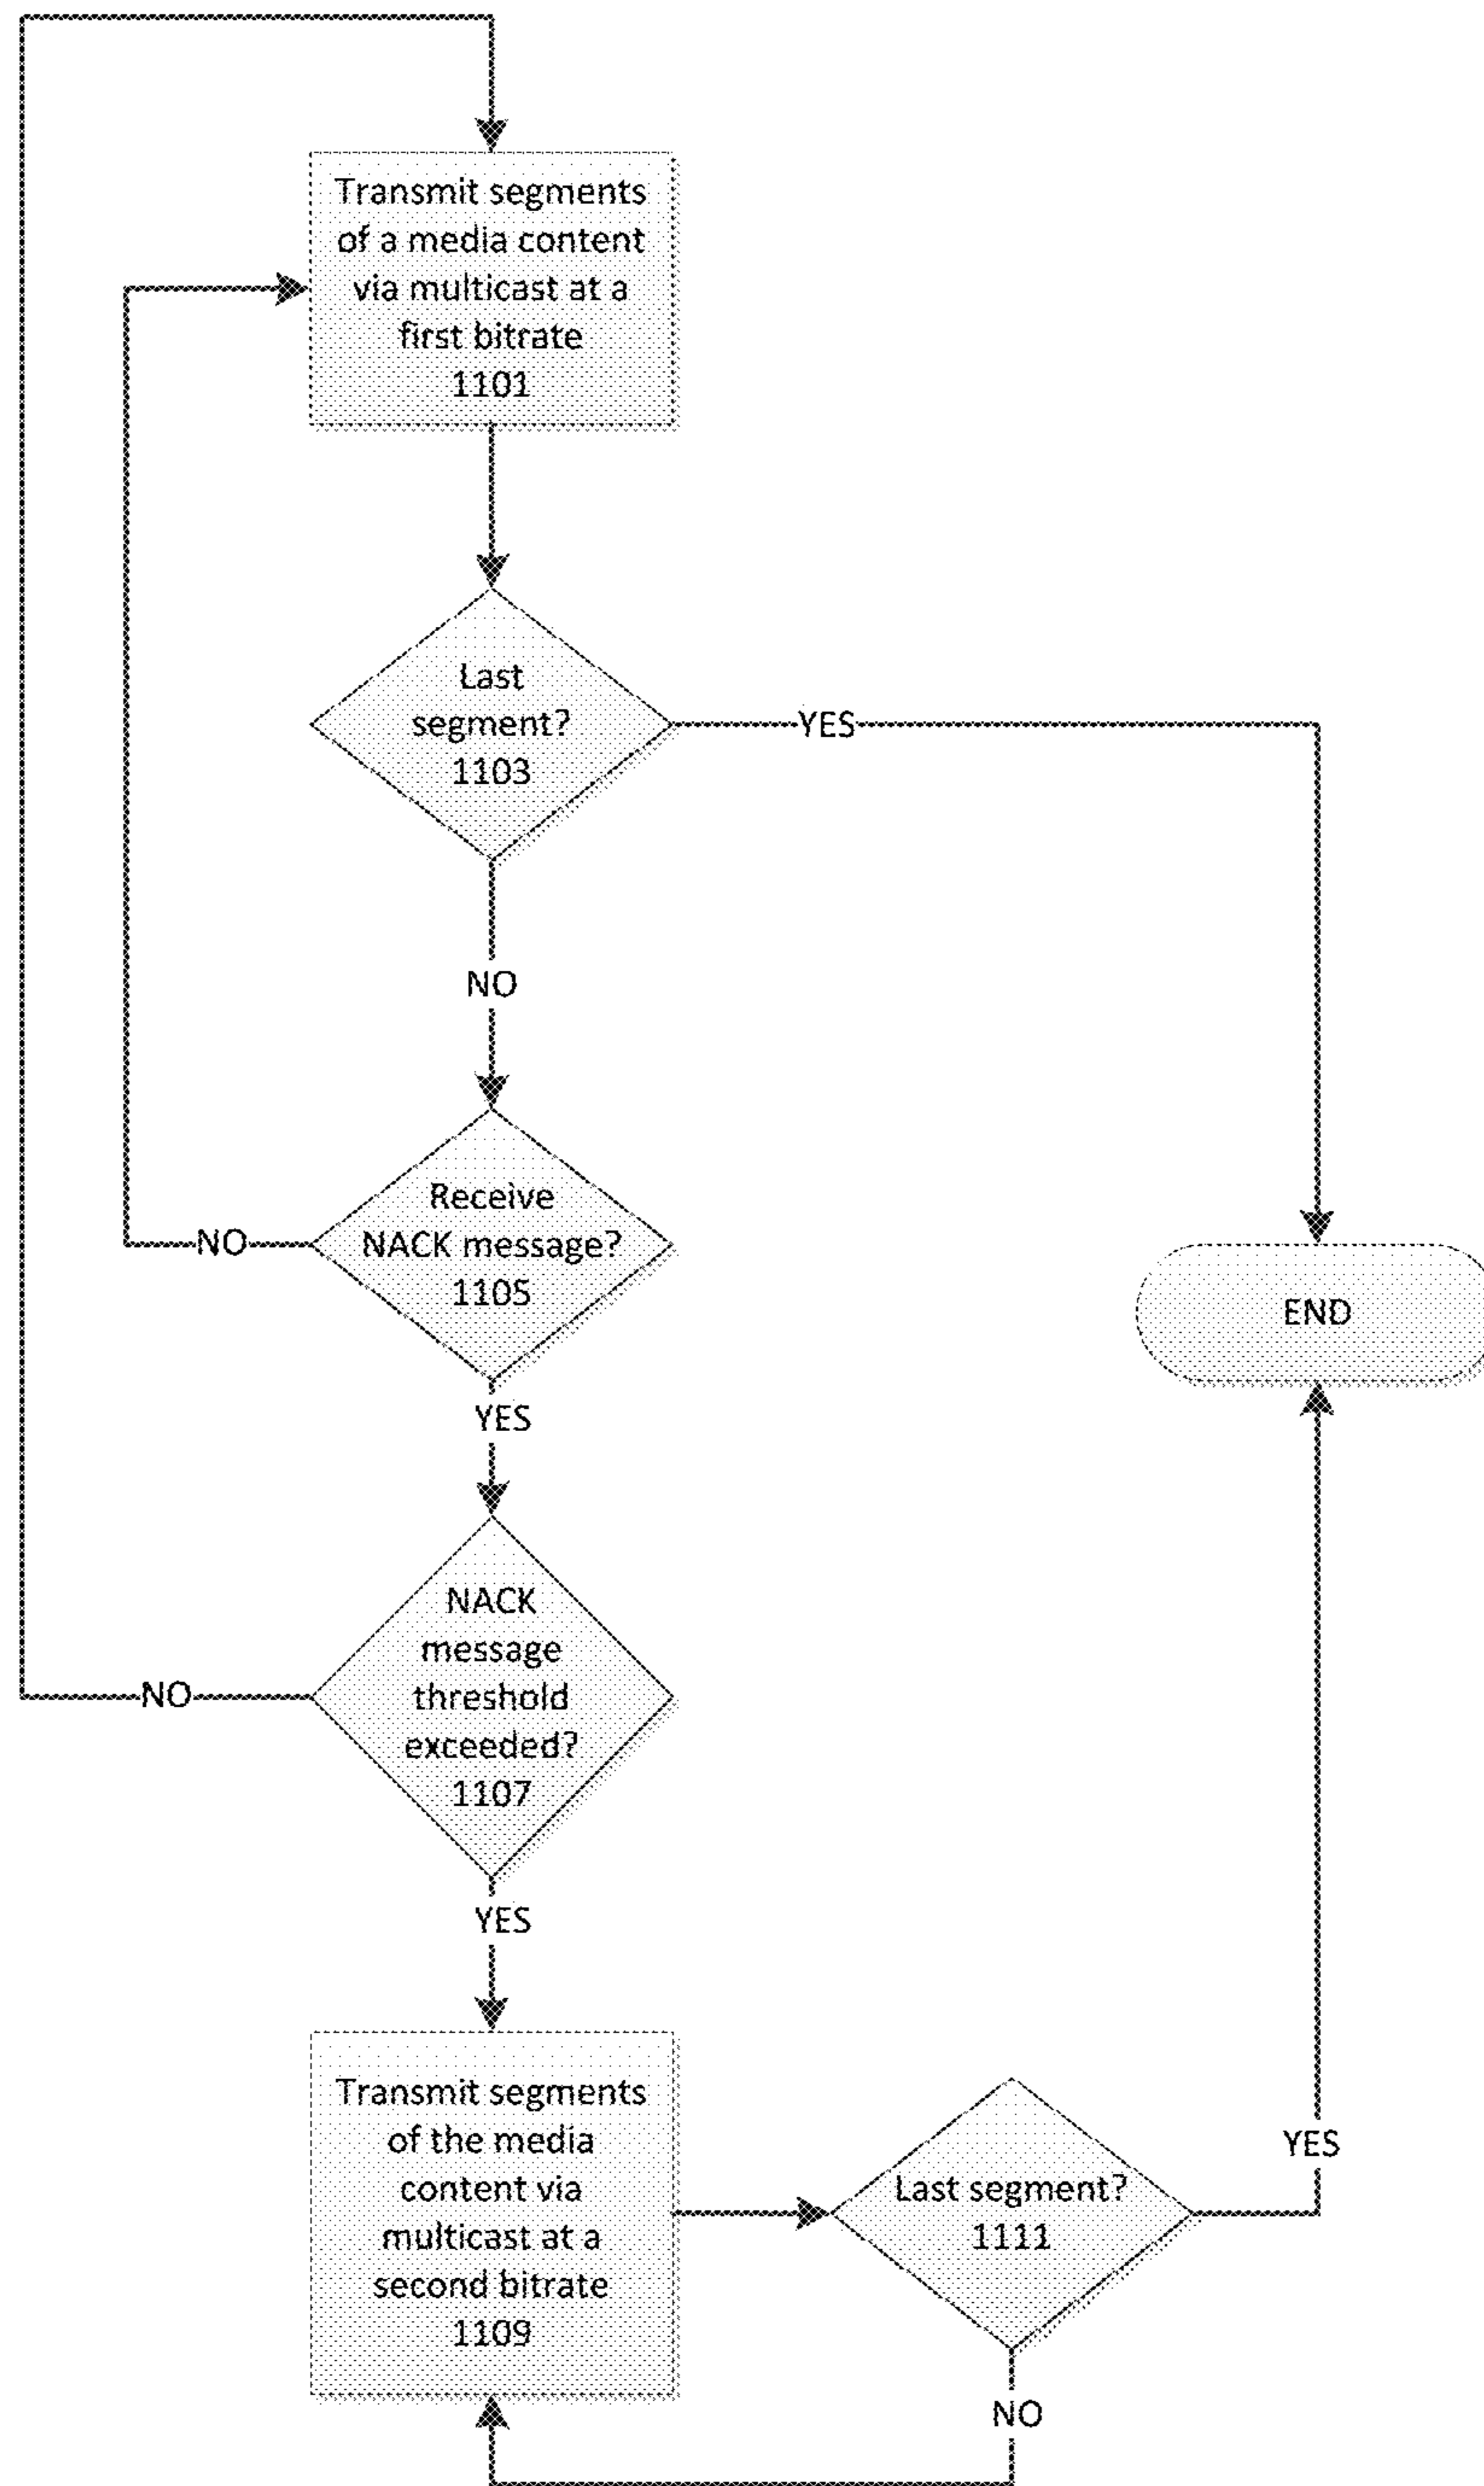 Transmit segments
of a media content
via multicast at a
first bitrate
1101
Last
segment?
1103
YES
NO
Receive
NACK message?
1105
NO
END
YES
NACK
message
threshold
exceeded?
1107
NO
YES
Transmit segments
of the media
content via
multicast at a
second bitrate
1109
Last segment?
1111
YES
NO